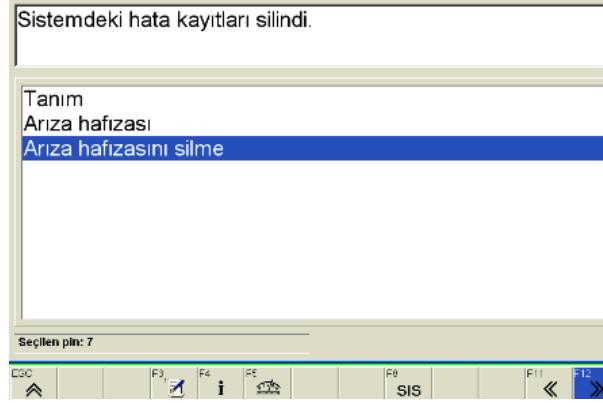 Sistemdeki hata kayıtları silindi.
Tanım
Arıza hafızası
Arıza hafızasını silme
Seçilen pin: 7
ESC F3 F4 F5 F8 F11 F12
i SIS